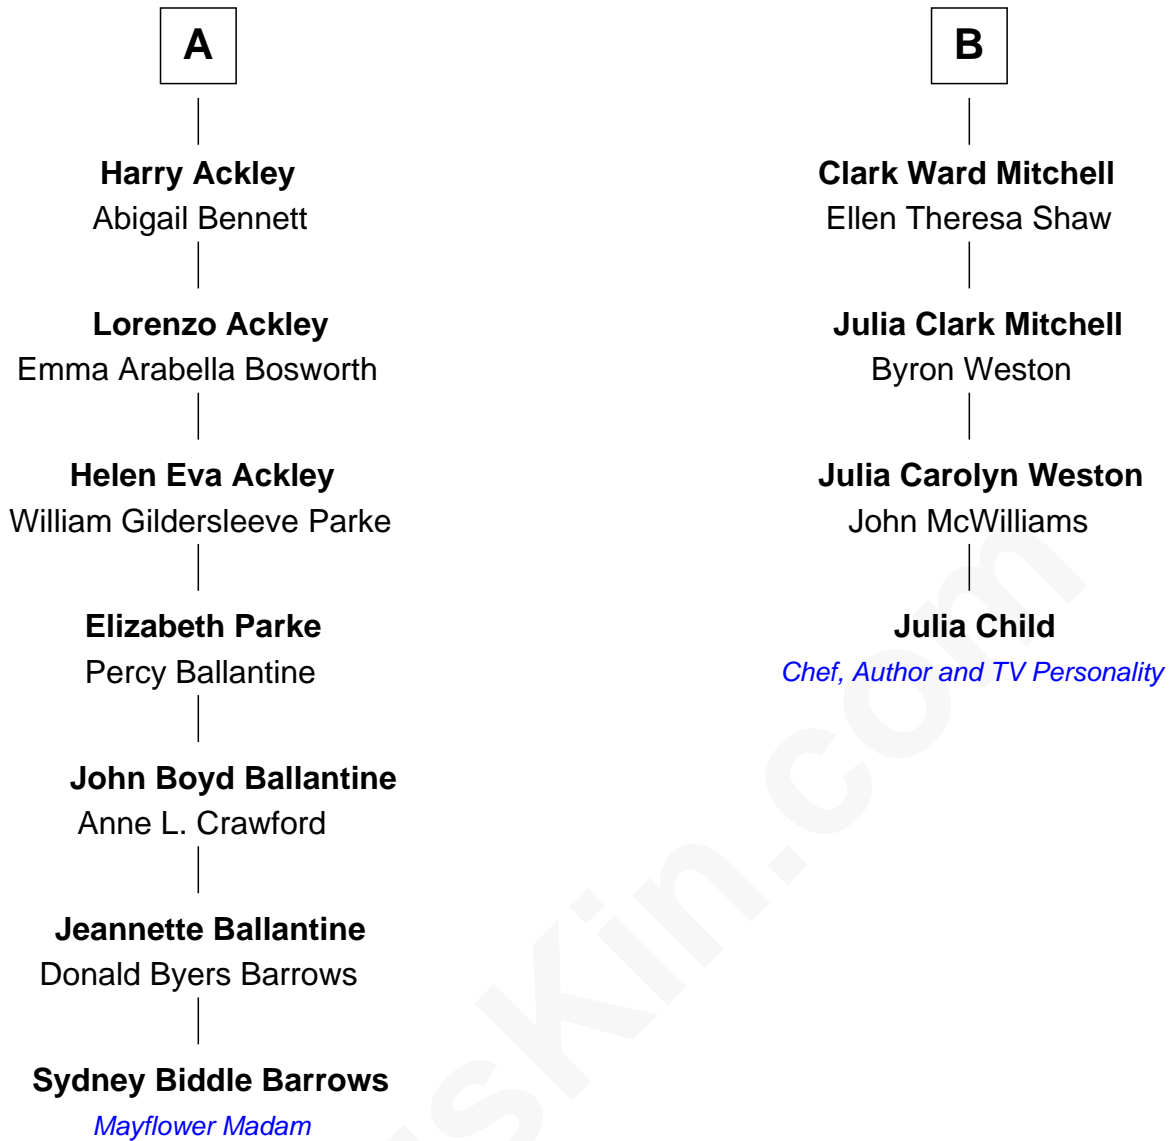 A
Harry Ackley
Abigail Bennett
Lorenzo Ackley
Emma Arabella Bosworth
Helen Eva Ackley
William Gildersleeve Parke
Elizabeth Parke
Percy Ballantine
John Boyd Ballantine
Anne L. Crawford
Jeannette Ballantine
Donald Byers Barrows
Sydney Biddle Barrows
Mayflower Madam
B
Clark Ward Mitchell
Ellen Theresa Shaw
Julia Clark Mitchell
Byron Weston
Julia Carolyn Weston
John McWilliams
Julia Child
Chef, Author and TV Personality
usKin.com